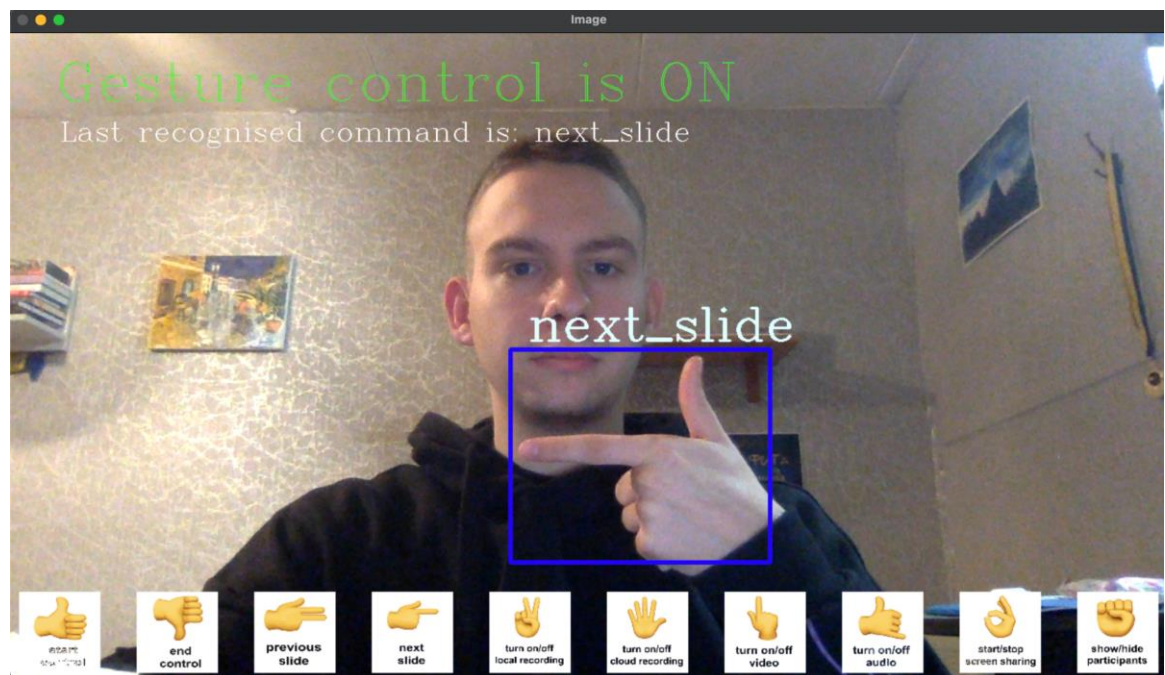 Image
Gesture control is ON
Last recognised command is: next_slide
next_slide
start
end
control
previous
slide
next
slide
turn on/off
local recording
turn on/off
cloud recording
turn on/off
video
turn on/off
audio
start/stop
screen sharing
show/hide
participants